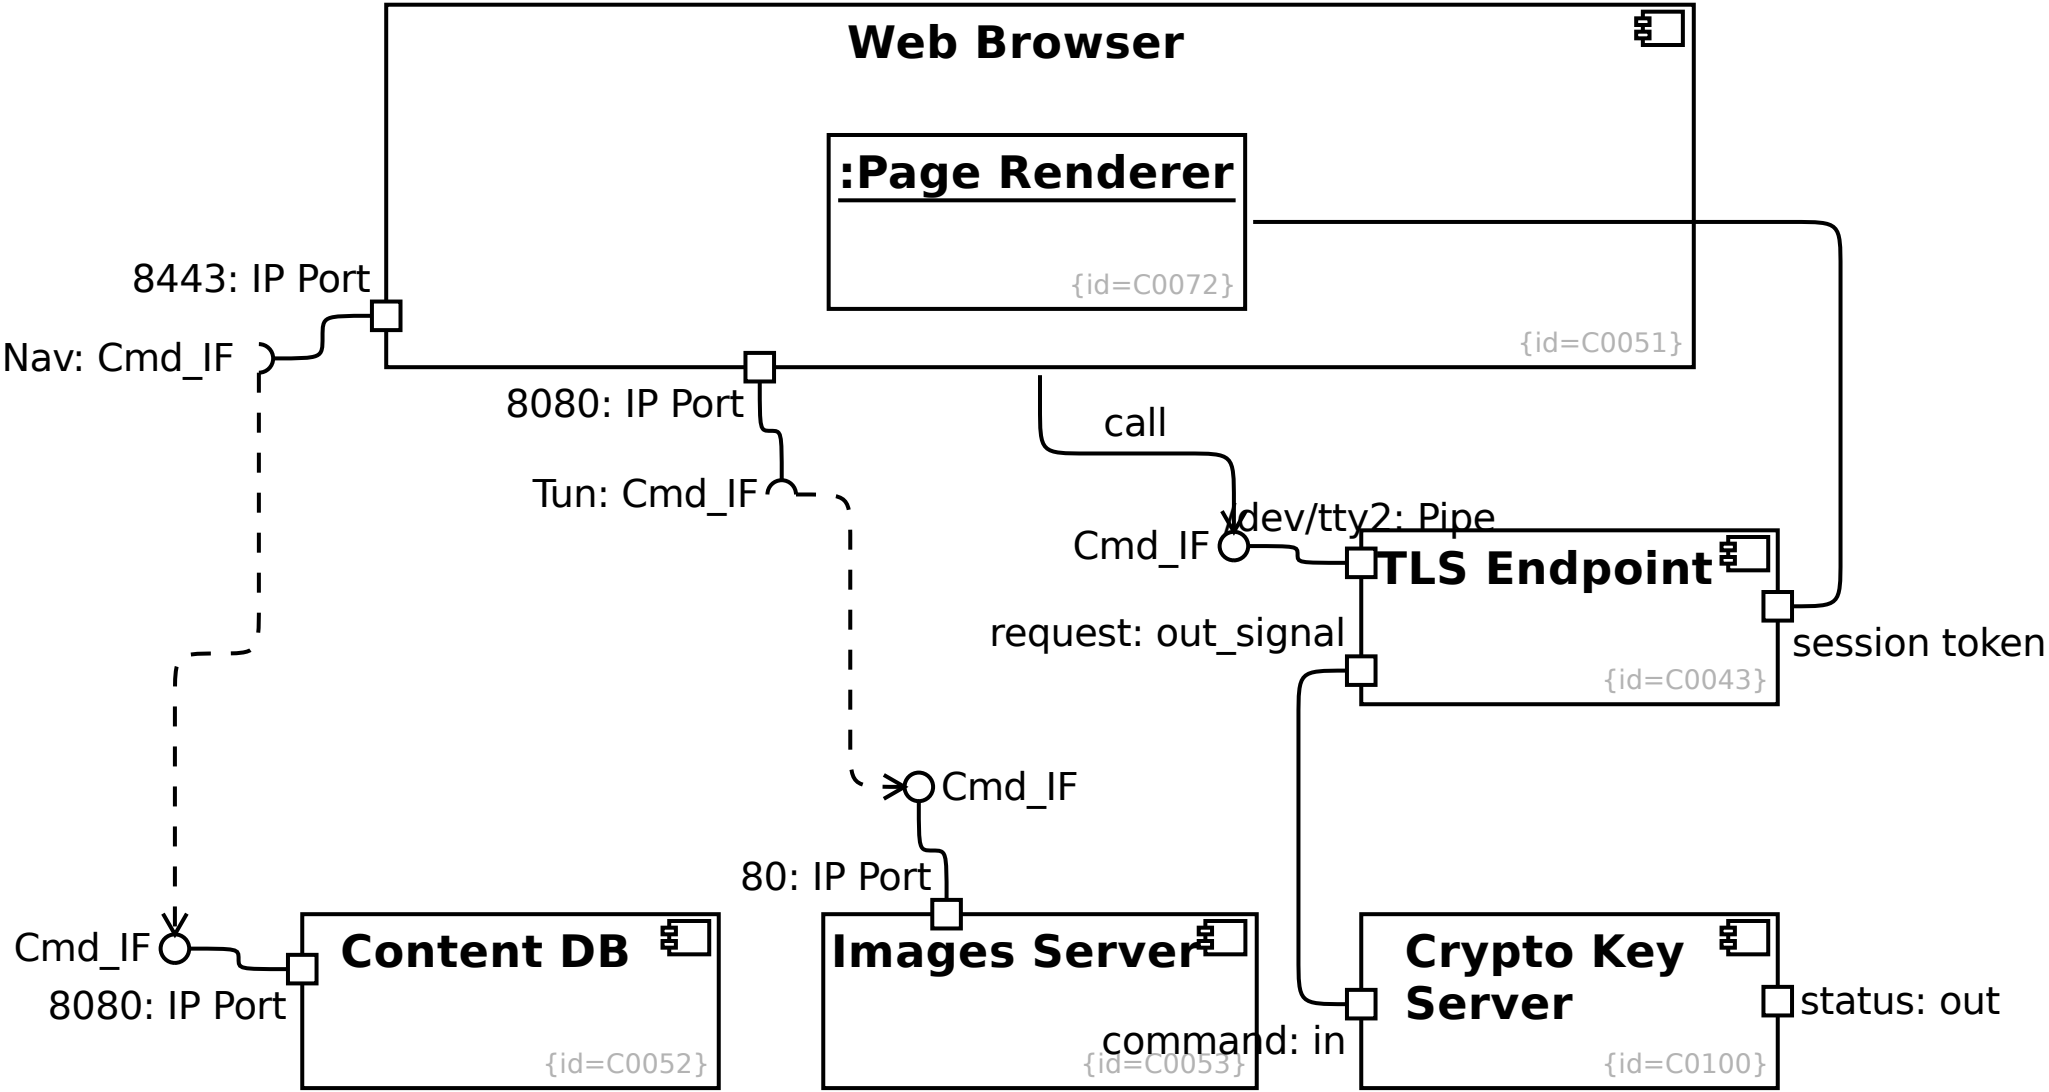 Web Browser
:Page Renderer
{id=C0072}
8443: IP Port
{id=C0051}
Nav: Cmd_IF
8080: IP Port
call
Tun: Cmd_IF
/dev/tty2: Pipe
Cmd_IF
TLS Endpoint
request: out_signal
session token
{id=C0043}
Cmd_IF
80: IP Port
Cmd_IF
Content DB
Images Server
Crypto Key
Server
8080: IP Port
status: out
command: in
{id=C0052}
{id=C0053}
{id=C0100}